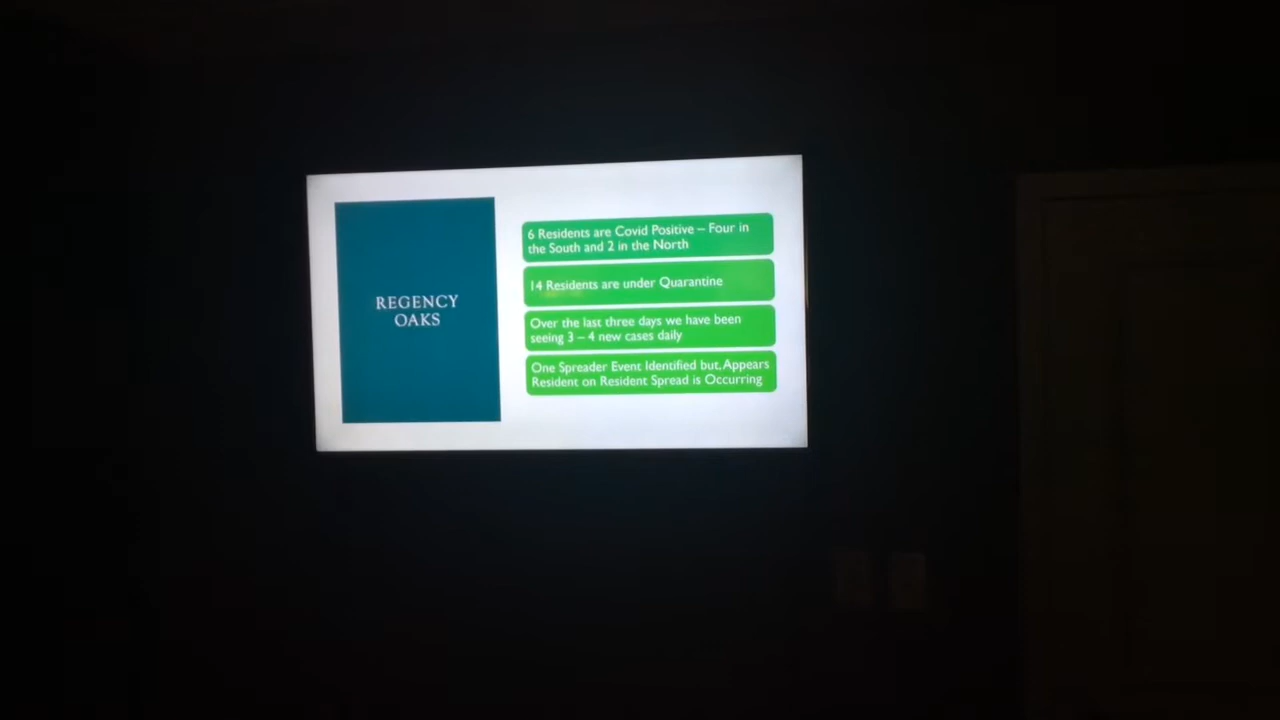 REGENCY
OAKS
6 Residents are Covid Positive – Four in
the South and 2 in the North
14 Residents are under Quarantine
Over the last three days we have been
seeing 3 – 4 new cases daily
One Spreader Event Identified but, Appears
Resident on Resident Spread is Occurring